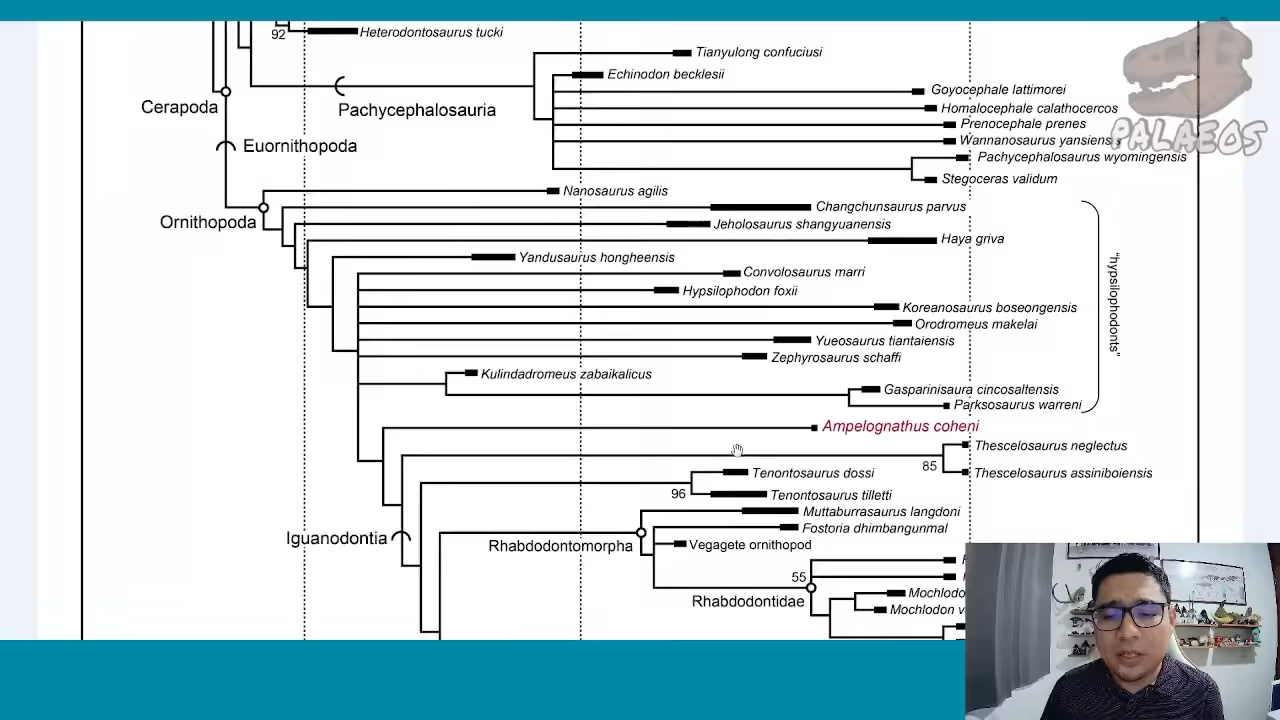 92
Heterodontosaurus tucki
Tianyulong confuciusi
Echinodon becklesii
Goyocephale lattimorei
Cerapoda
Pachycephalosauria
Homalocephale calathocercos
Prenocephale prenes
PALAEOS
Euornithopoda
Wannanosaurus yansiensis
Pachycephalosaurus wyomingensis
Stegoceras validum
Nanosaurus agilis
Ornithopoda
Changchunsaurus parvus
Jeholosaurus shangyuanensis
Haya griva
Yandusaurus hongheensis
Convolosaurus marri
Hypsilophodon foxii
"hypsilophodonts"
Koreanosaurus boseongensis
Orodromeus makelai
Yueosaurus tiantaiensis
Zephyrosaurus schaffi
Kulindadromeus zabaikalicus
Gasparinisaura cincosaltensis
Parksosaurus warreni
Ampelognathus coheni
Thescelosaurus neglectus
85
Thescelosaurus assiniboiensis
Tenontosaurus dossi
96
Tenontosaurus tilletti
Muttaburrasaurus langdoni
Iguanodontia
Fostoria dhimbangunmal
Rhabdodontomorpha
Vegagete ornithopod
55
Rhabdodontidae
Mochlodo
Mochlodon v